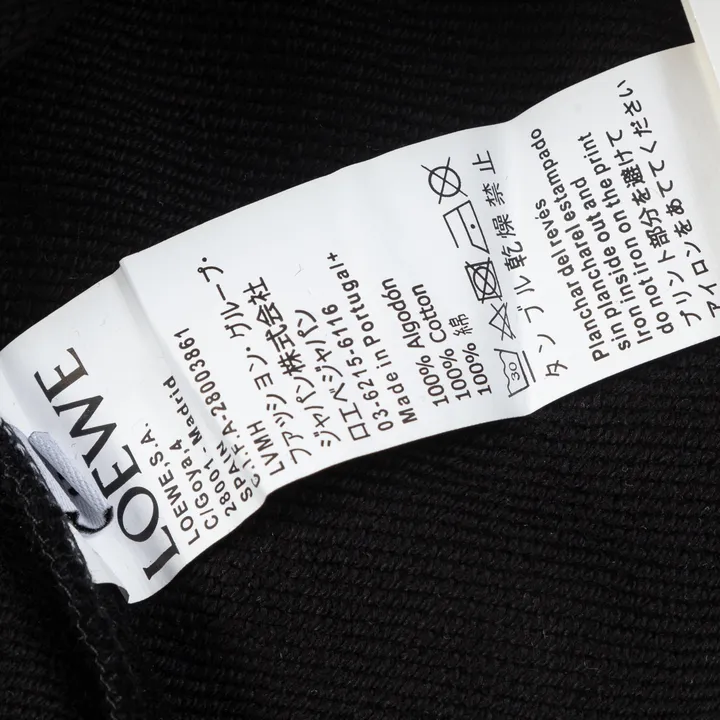 LOEWE
LOEWE, S.A.
C/Goya, 4
28001 - Madrid
SPAIN
C.I.F. A-28003861
LVMH
ファッション・グループ・
ジャパン株式会社
ロエベジャパン
03-6215-6116
Made in Portugal+
100% Algodón
100% Cotton
100% 綿
30
タンブル乾燥禁止
Planchar del revés
sin planchar el estampado
Iron inside out and
do not iron on the print
プリント部分を避けて
アイロンをあててください